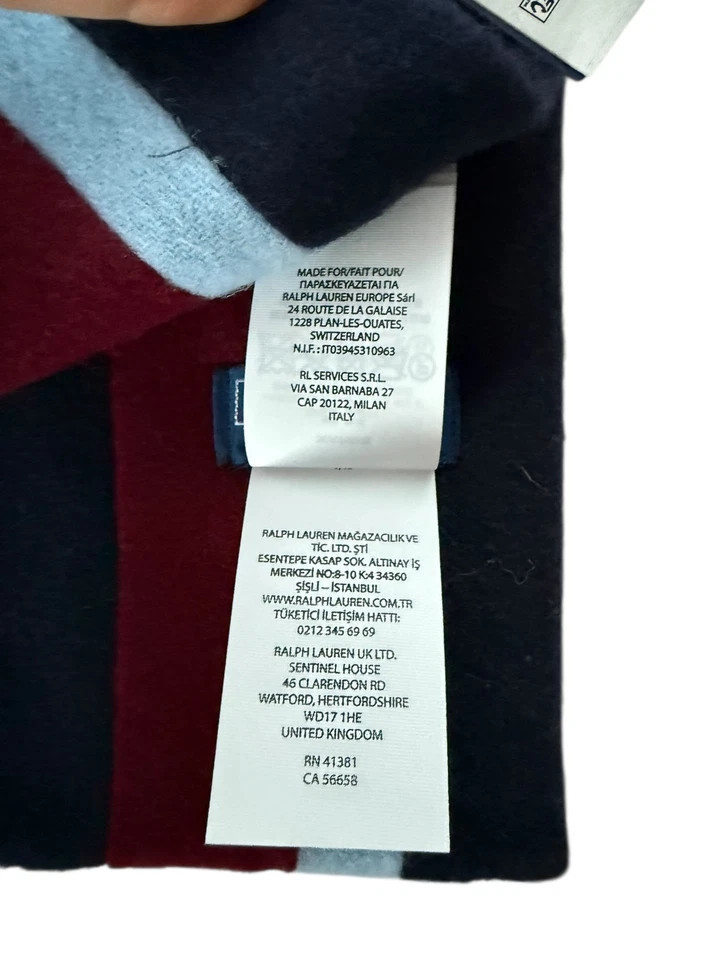 MADE FOR/FAIT POUR/
ΠΑΡΑΣΚΕΥΑΖΕΤΑΙ ΓΙΑ
RALPH LAUREN EUROPE Sárl
24 ROUTE DE LA GALAISE
1228 PLAN-LES-OUATES,
SWITZERLAND
N.I.F.: IT03945310963
RL SERVICES S.R.L.
VIA SAN BARNABA 27
CAP 20122, MILAN
ITALY
RALPH LAUREN MAĞAZACILIK VE
TİC. LTD. ŞTİ
ESENTEPE KASAP SOK. ALTINAY İŞ
MERKEZİ NO:8-10 K:4 34360
ŞİŞLİ – İSTANBUL
WWW.RALPHLAUREN.COM.TR
TÜKETİCİ İLETİŞİM HATTI:
0212 345 69 69
RALPH LAUREN UK LTD.
SENTINEL HOUSE
46 CLARENDON RD
WATFORD, HERTFORDSHIRE
WD17 1HE
UNITED KINGDOM
RN 41381
CA 56658